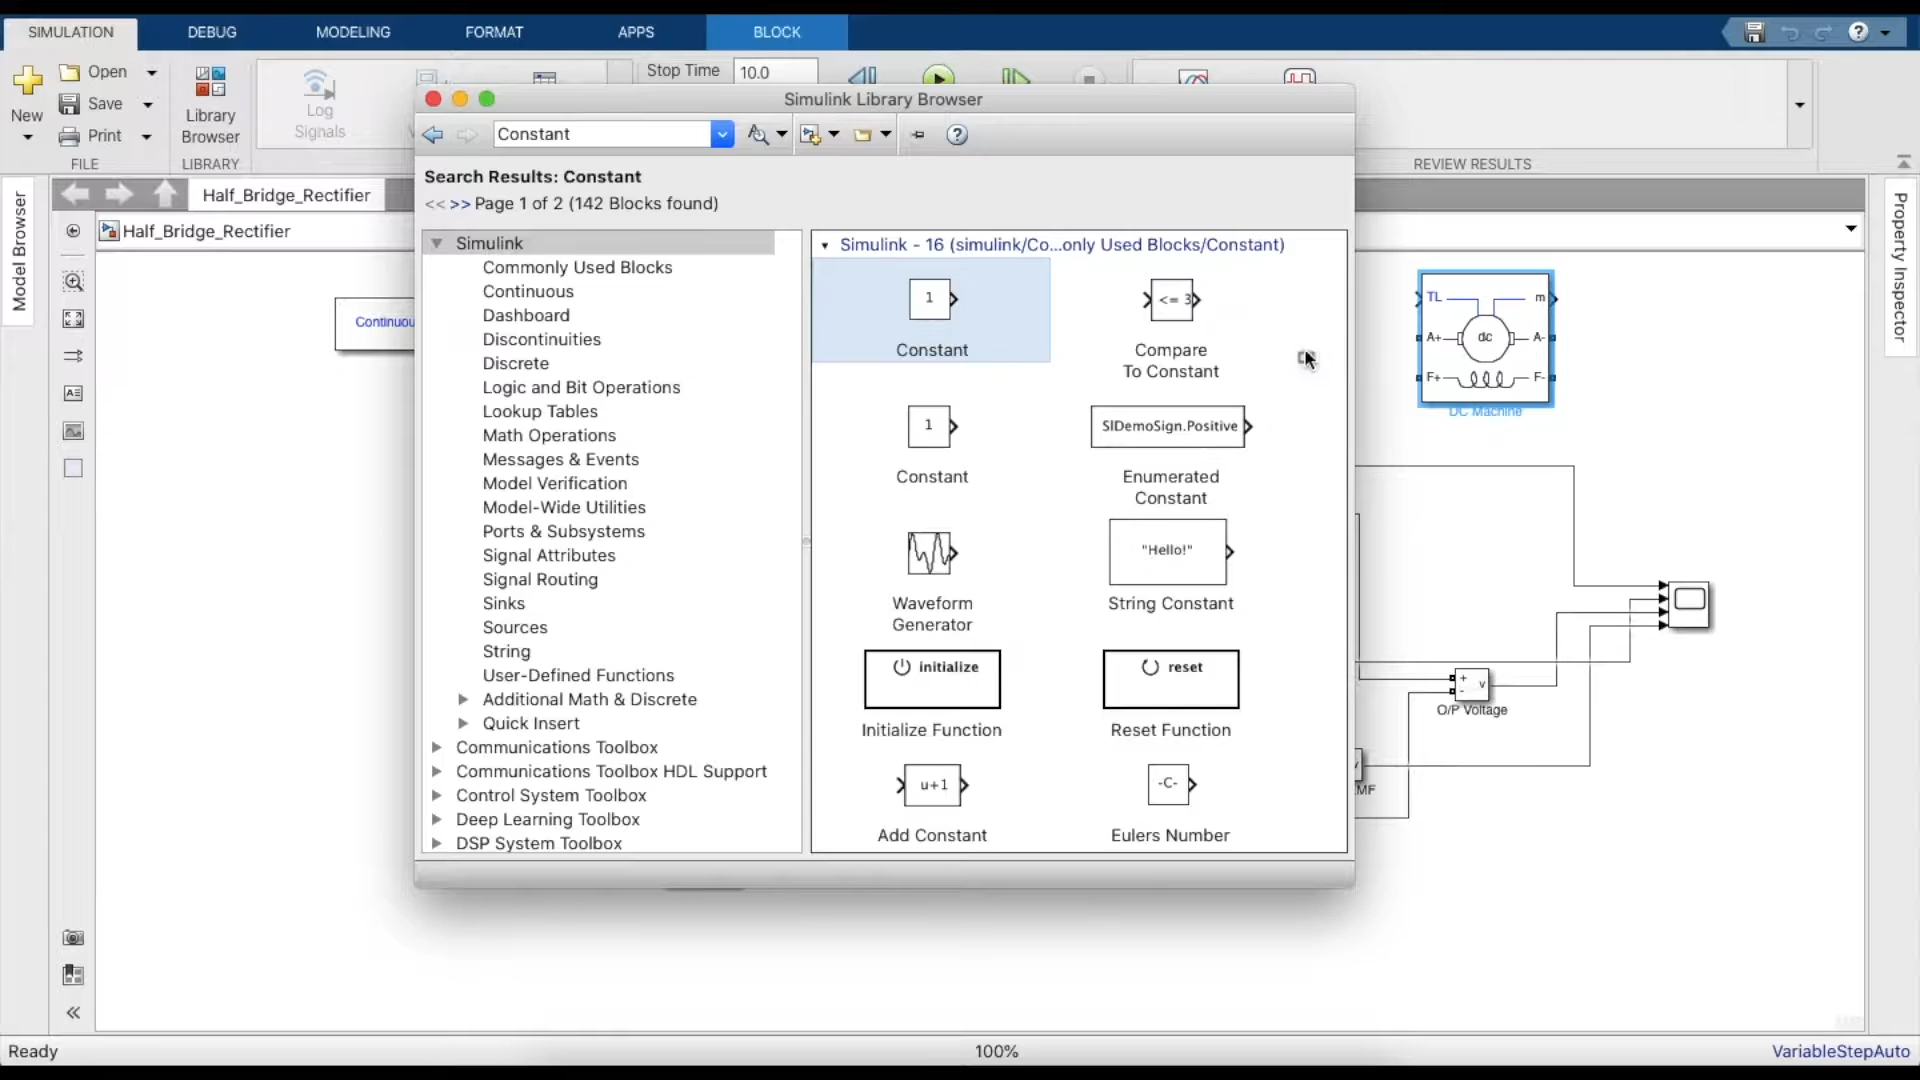 SIMULATION DEBUG MODELING FORMAT APPS BLOCK
New
Open
Save
Print
FILE
Library
Browser
LIBRARY
Log
Signals
Stop Time 10.0
REVIEW RESULTS
Simulink Library Browser
Constant
Search Results: Constant
<< >> Page 1 of 2 (142 Blocks found)
Simulink
Commonly Used Blocks
Continuous
Dashboard
Discontinuities
Discrete
Logic and Bit Operations
Lookup Tables
Math Operations
Messages & Events
Model Verification
Model-Wide Utilities
Ports & Subsystems
Signal Attributes
Signal Routing
Sinks
Sources
String
User-Defined Functions
Additional Math & Discrete
Quick Insert
Communications Toolbox
Communications Toolbox HDL Support
Control System Toolbox
Deep Learning Toolbox
DSP System Toolbox
Simulink - 16 (simulink/Co...only Used Blocks/Constant)
1
Constant
<= 3
Compare
To Constant
1
Constant
SlDemoSign.Positive
Enumerated
Constant
Waveform
Generator
"Hello!"
String Constant
initialize
Initialize Function
reset
Reset Function
u+1
Add Constant
-C-
Eulers Number
Model Browser
Half_Bridge_Rectifier
Half_Bridge_Rectifier
Continuou
Property Inspector
TL m
A+ dc A-
F+ F-
DC Machine
+ v
-
O/P Voltage
MF
Ready
100%
VariableStepAuto